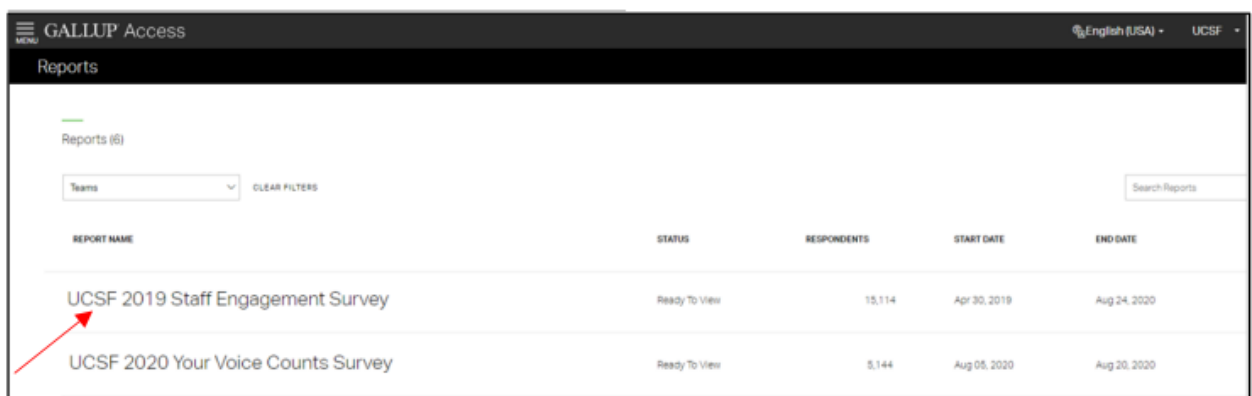 MENU GALLUP Access English (USA) UCSF
Reports
Reports (6)
Teams CLEAR FILTERS Search Reports
REPORT NAME STATUS RESPONDENTS START DATE END DATE
UCSF 2019 Staff Engagement Survey Ready To View 15,114 Apr 30, 2019 Aug 24, 2020
UCSF 2020 Your Voice Counts Survey Ready To View 5,144 Aug 05, 2020 Aug 20, 2020